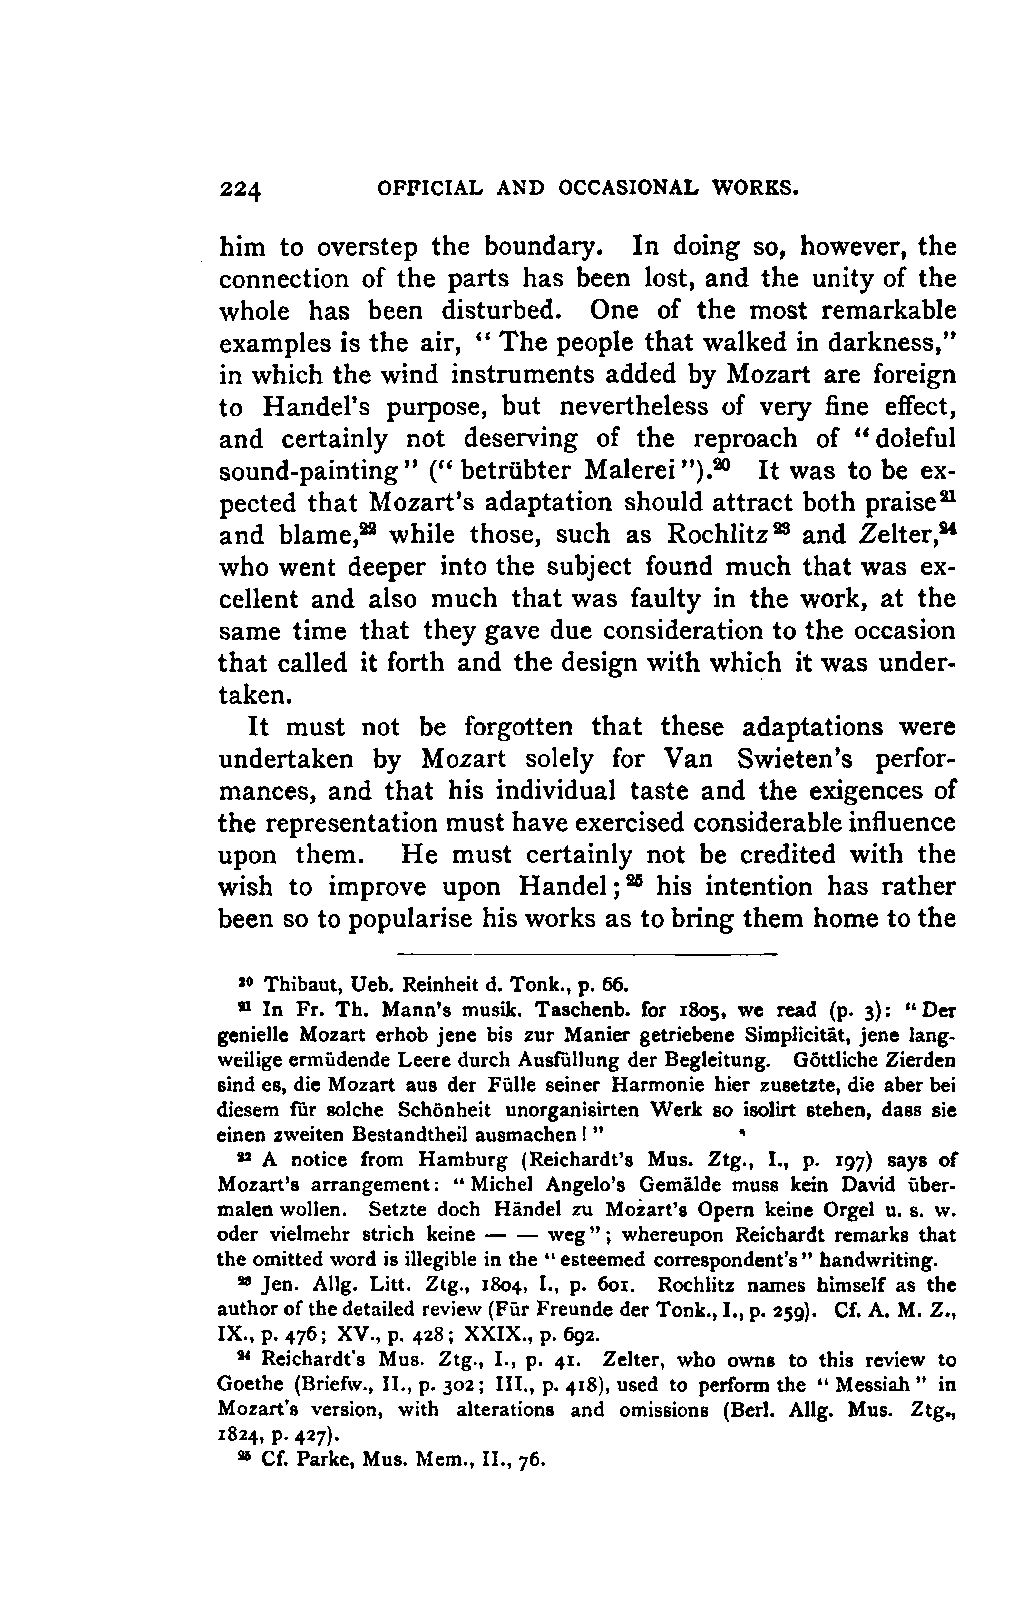 224 OFFICIAL AND OCCASIONAL WORKS.
him to overstep the boundary. In doing so, however, the
connection of the parts has been lost, and the unity of the
whole has been disturbed. One of the most remarkable
examples is the air, “ The people that walked in darkness,”
in which the wind instruments added by Mozart are foreign
to Handel's purpose, but nevertheless of very fine effect,
and certainly not deserving of the reproach of “ doleful
sound-painting ” (“ betrübter Malerei ”).²⁰ It was to be ex-
pected that Mozart's adaptation should attract both praise²¹
and blame,²² while those, such as Rochlitz²³ and Zelter,²⁴
who went deeper into the subject found much that was ex-
cellent and also much that was faulty in the work, at the
same time that they gave due consideration to the occasion
that called it forth and the design with which it was under-
taken.
It must not be forgotten that these adaptations were
undertaken by Mozart solely for Van Swieten's perfor-
mances, and that his individual taste and the exigences of
the representation must have exercised considerable influence
upon them. He must certainly not be credited with the
wish to improve upon Handel ;²⁵ his intention has rather
been so to popularise his works as to bring them home to the
²⁰ Thibaut, Ueb. Reinheit d. Tonk., p. 66.
²¹ In Fr. Th. Mann's musik. Taschenb. for 1805, we read (p. 3): “ Der
genielle Mozart erhob jene bis zur Manier getriebene Simplicität, jene lang-
weilige ermüdende Leere durch Ausfüllung der Begleitung. Göttliche Zierden
sind es, die Mozart aus der Fülle seiner Harmonie hier zusetzte, die aber bei
diesem für solche Schönheit unorganisirten Werk so isolirt stehen, dass sie
einen zweiten Bestandtheil ausmachen ! ”
²² A notice from Hamburg (Reichardt's Mus. Ztg., I., p. 197) says of
Mozart's arrangement: “ Michel Angelo's Gemälde muss kein David über-
malen wollen. Setzte doch Händel zu Mozart's Opern keine Orgel u. s. w.
oder vielmehr strich keine — — weg ” ; whereupon Reichardt remarks that
the omitted word is illegible in the “ esteemed correspondent's ” handwriting.
²³ Jen. Allg. Litt. Ztg., 1804, I., p. 601. Rochlitz names himself as the
author of the detailed review (Für Freunde der Tonk., I., p. 259). Cf. A. M. Z.,
IX., p. 476; XV., p. 428; XXIX., p. 692.
²⁴ Reichardt's Mus. Ztg., I., p. 41. Zelter, who owns to this review to
Goethe (Briefw., II., p. 302; III., p. 418), used to perform the “ Messiah ” in
Mozart's version, with alterations and omissions (Berl. Allg. Mus. Ztg.,
1824, p. 427).
²⁵ Cf. Parke, Mus. Mem., II., 76.